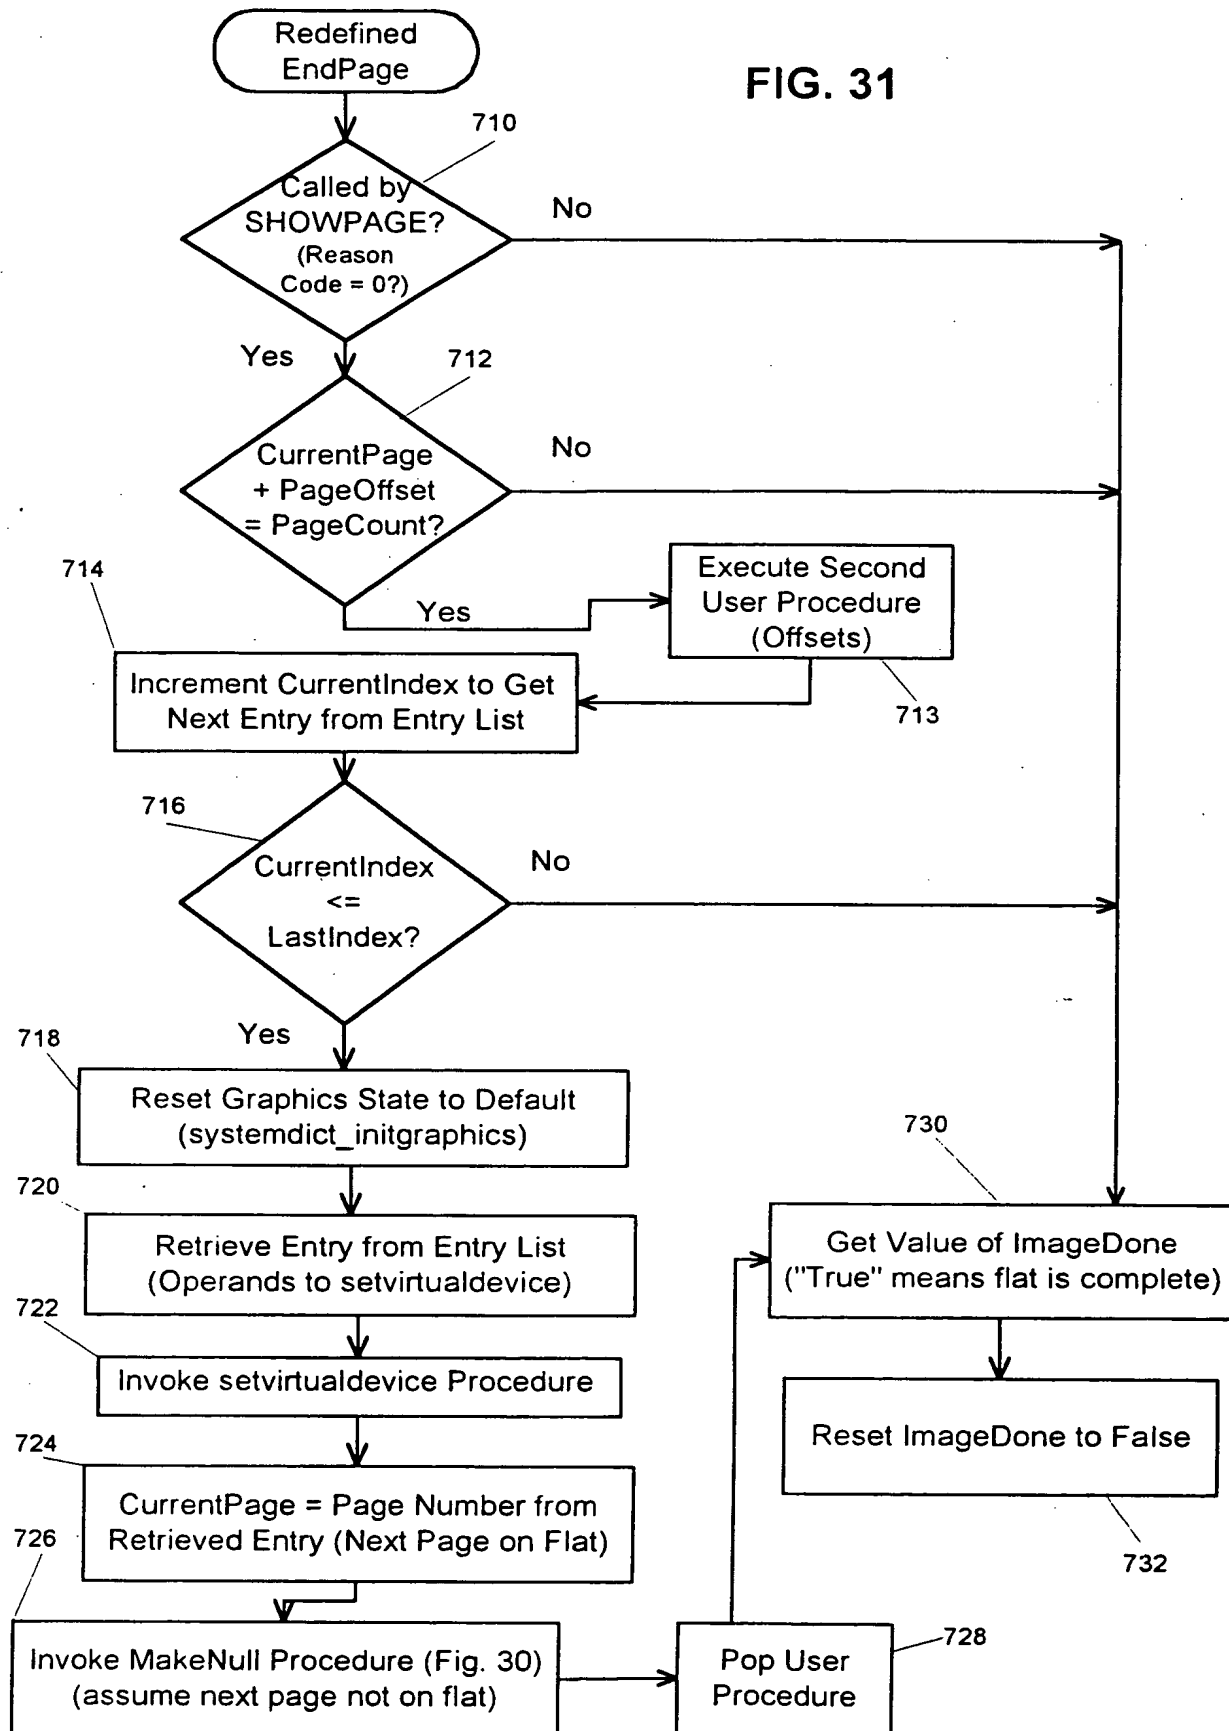 Redefined
EndPage
FIG. 31
710
Called by
SHOWPAGE?
(Reason
Code = 0?)
No
Yes
712
CurrentPage
+ PageOffset
= PageCount?
No
Yes
Execute Second
User Procedure
(Offsets)
713
714
Increment CurrentIndex to Get
Next Entry from Entry List
716
CurrentIndex
<=
LastIndex?
No
Yes
718
Reset Graphics State to Default
(systemdict_initgraphics)
720
Retrieve Entry from Entry List
(Operands to setvirtualdevice)
722
Invoke setvirtualdevice Procedure
724
CurrentPage = Page Number from
Retrieved Entry (Next Page on Flat)
726
Invoke MakeNull Procedure (Fig. 30)
(assume next page not on flat)
Pop User
Procedure
728
730
Get Value of ImageDone
("True" means flat is complete)
Reset ImageDone to False
732